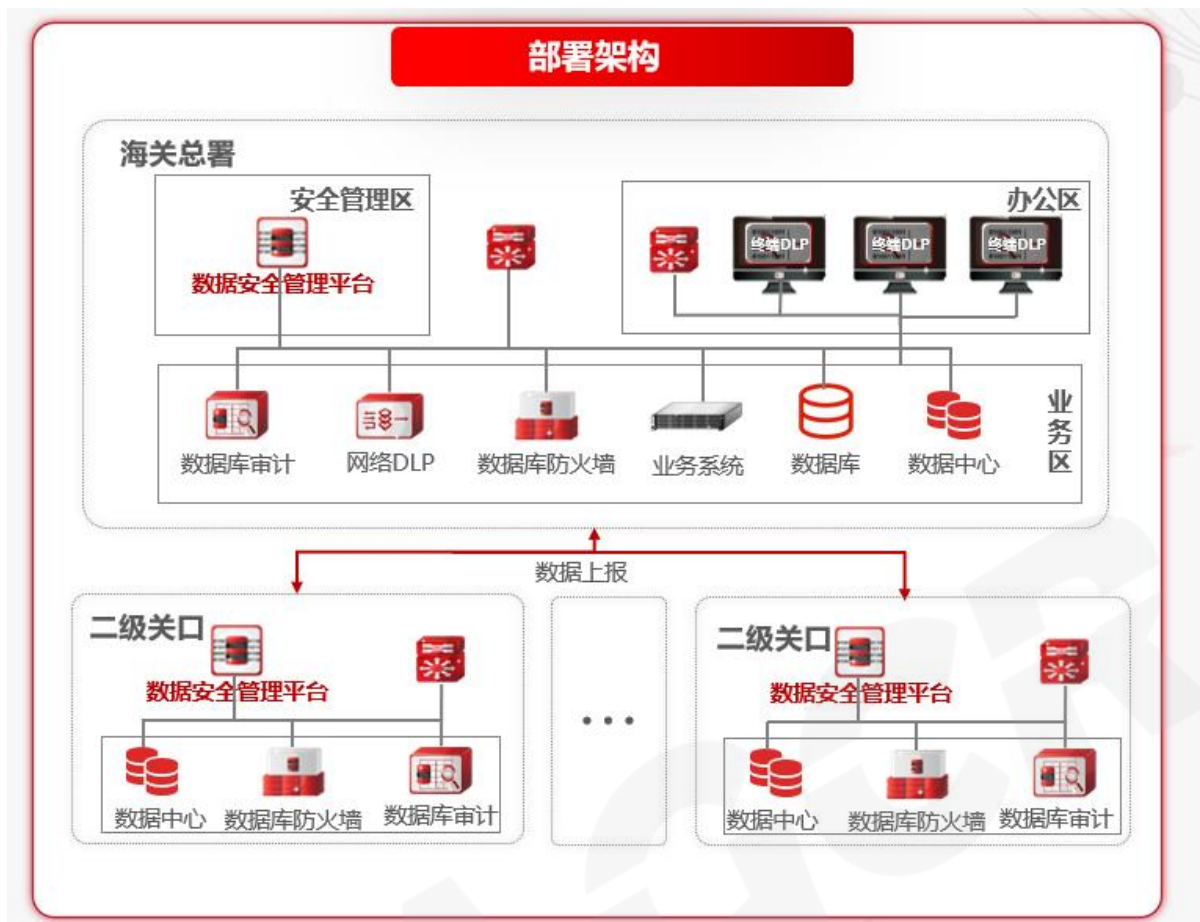 部署架构
海关总署
安全管理区
办公区
终端DLP
终端DLP
终端DLP
数据安全管理平台
业务区
数据库审计
网络DLP
数据库防火墙
业务系统
数据库
数据中心
数据上报
二级关口
数据安全管理平台
数据中心
数据库防火墙
数据库审计
...
二级关口
数据安全管理平台
数据中心
数据库防火墙
数据库审计